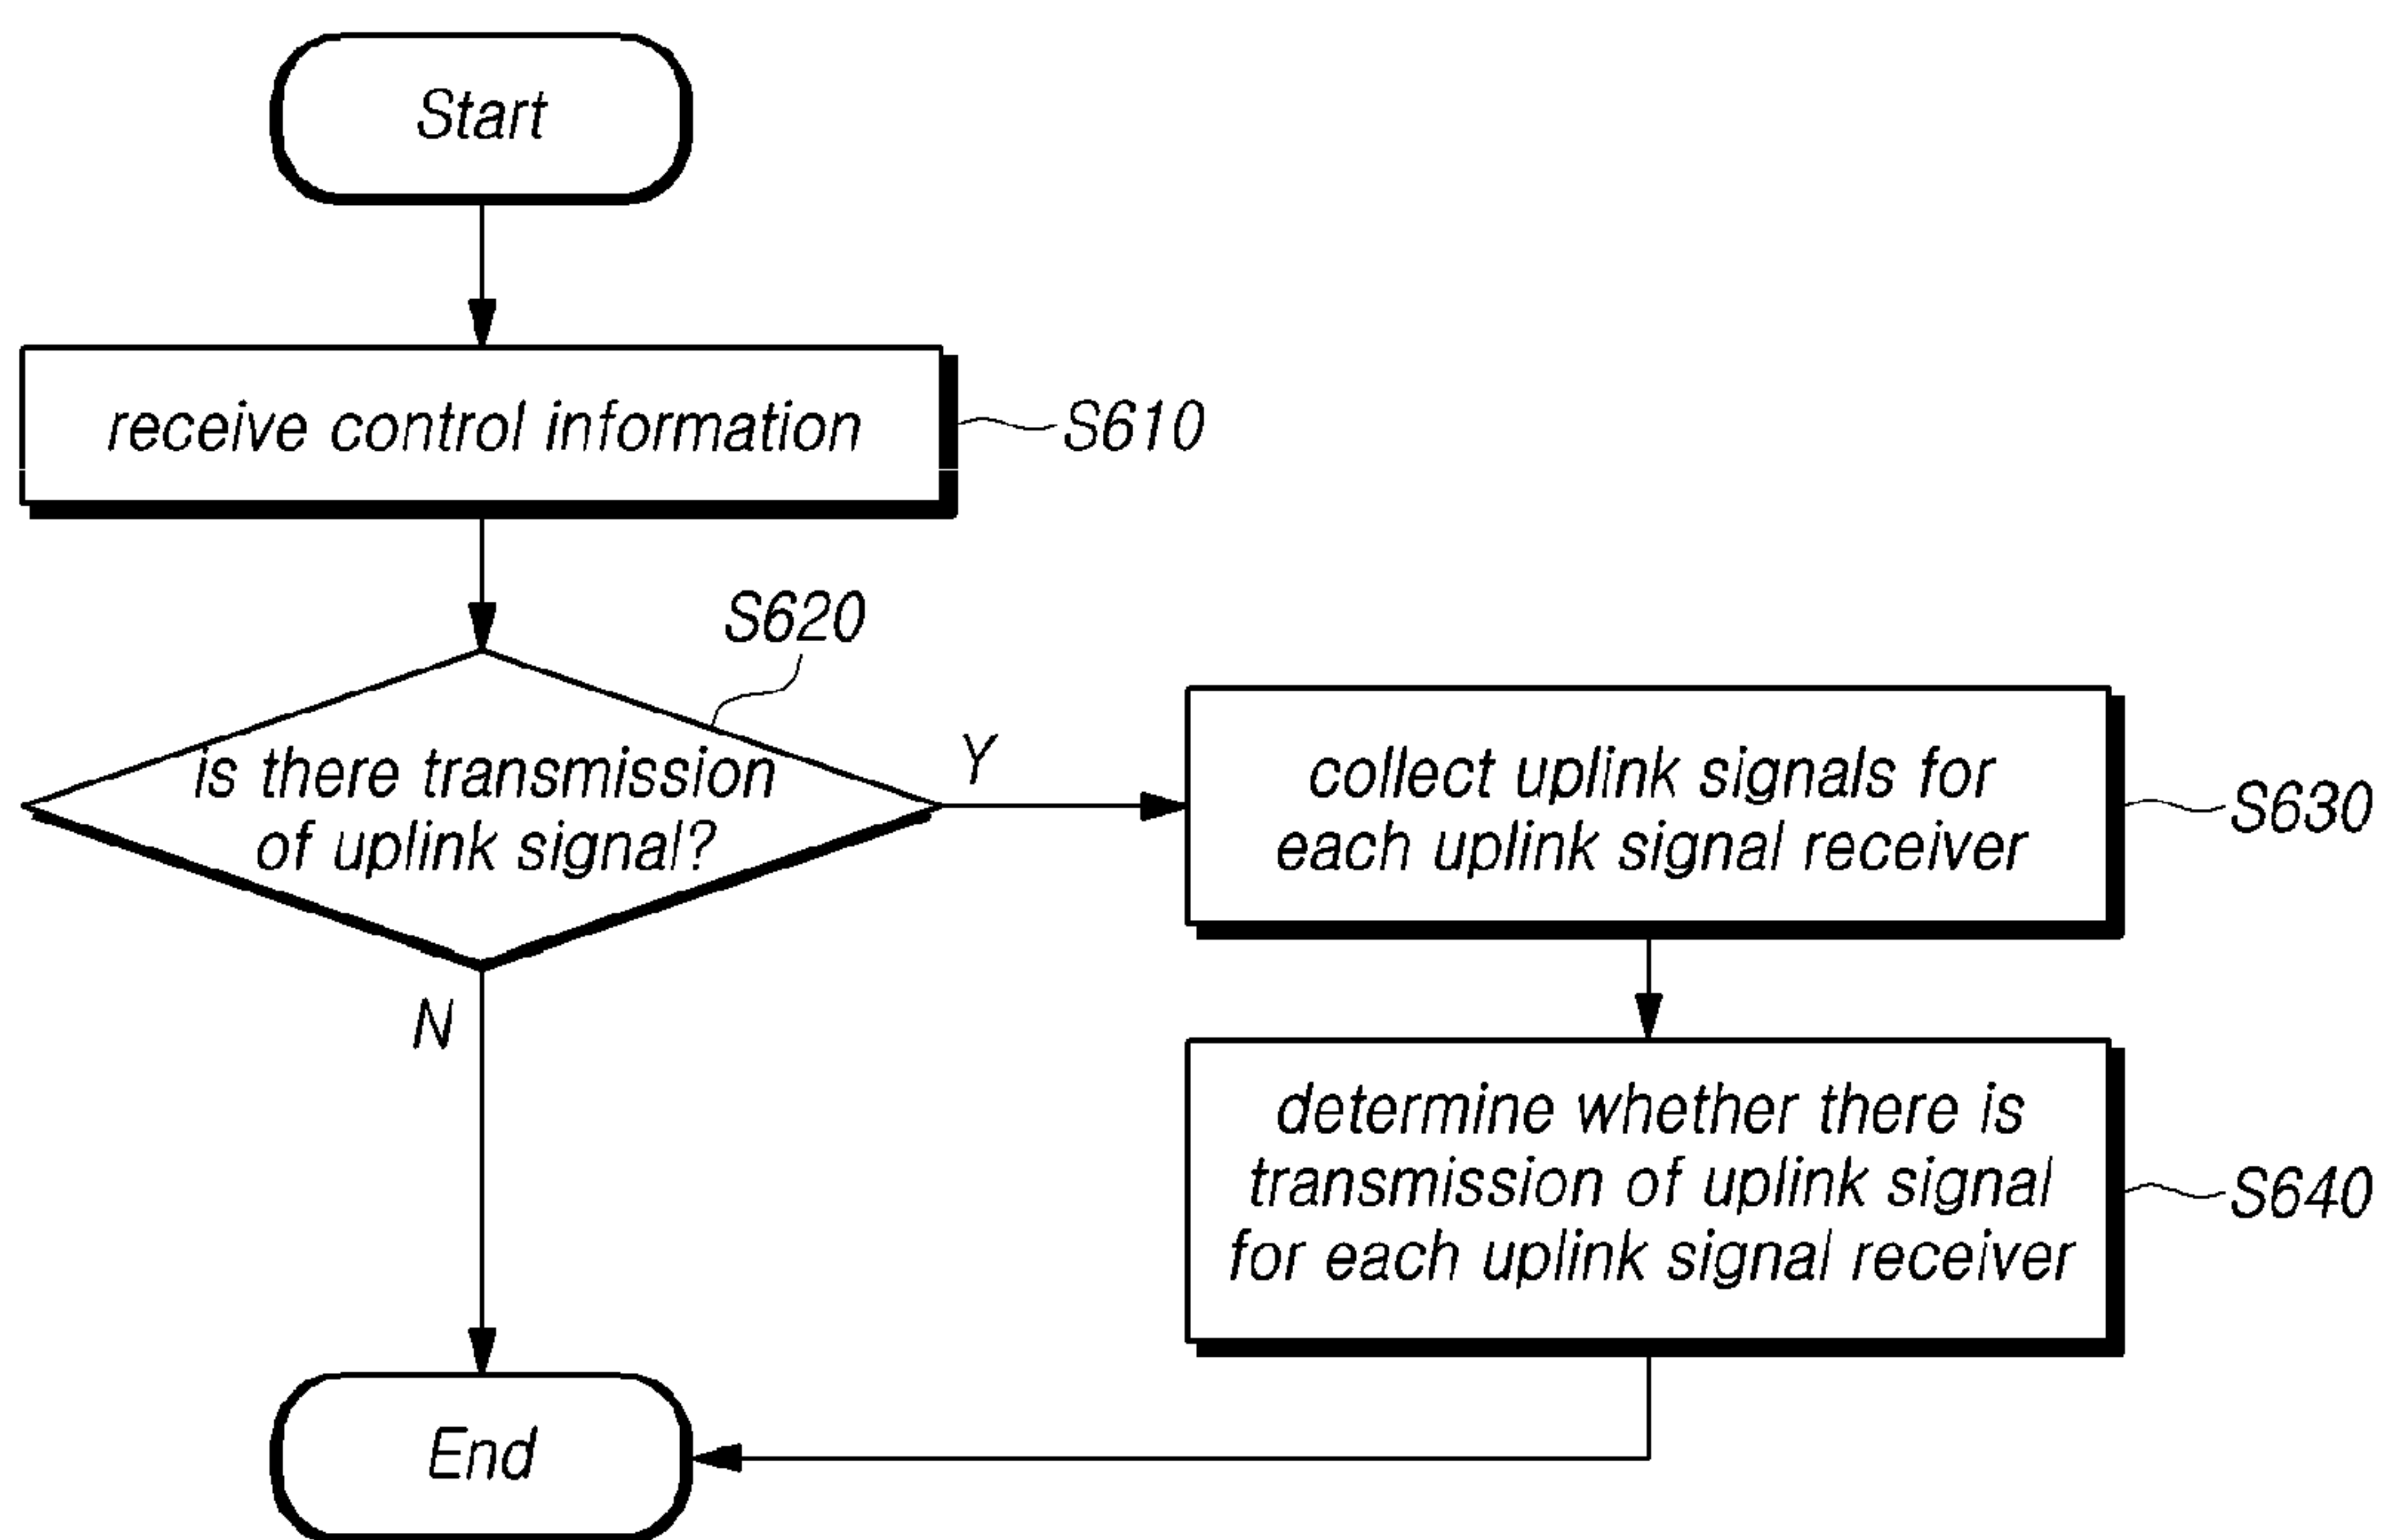 Start
receive control information
S610
S620
is there transmission
of uplink signal?
Y
N
collect uplink signals for
each uplink signal receiver
S630
determine whether there is
transmission of uplink signal
for each uplink signal receiver
S640
End